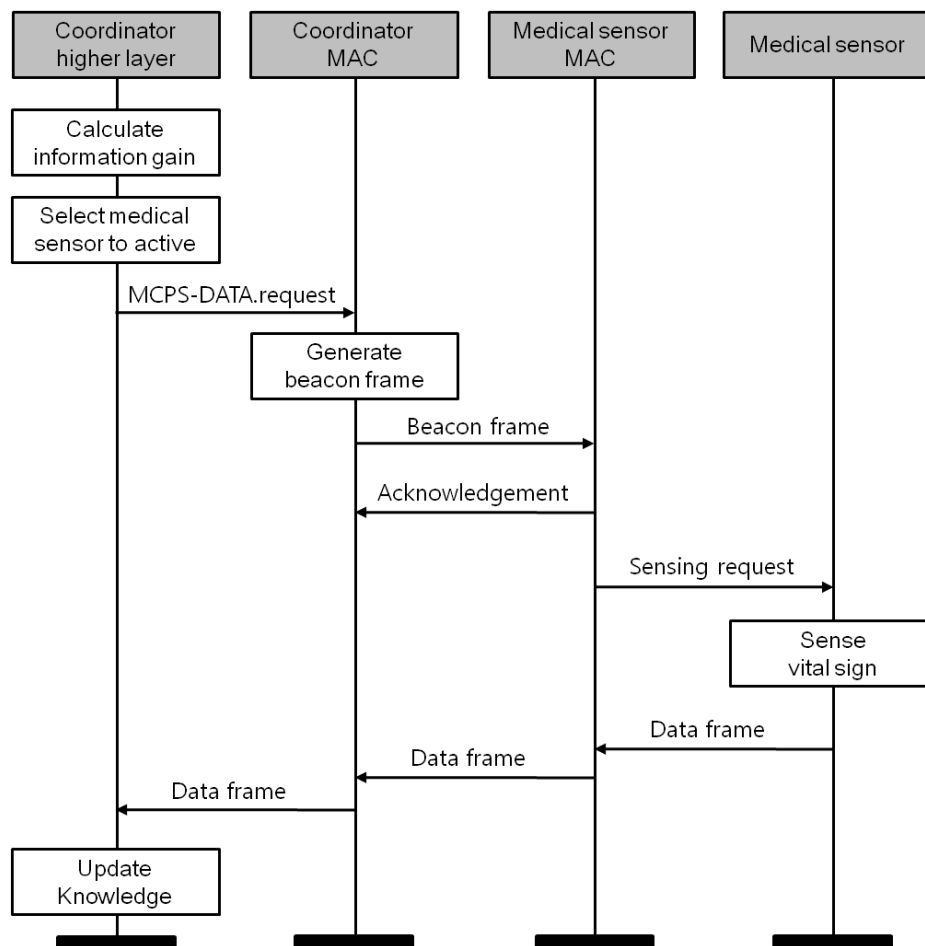 Coordinator
higher layer
Coordinator
MAC
Medical sensor
MAC
Medical sensor
Calculate
information gain
Select medical
sensor to active
MCPS-DATA.request
Generate
beacon frame
Beacon frame
Acknowledgement
Sensing request
Sense
vital sign
Data frame
Data frame
Data frame
Update
Knowledge